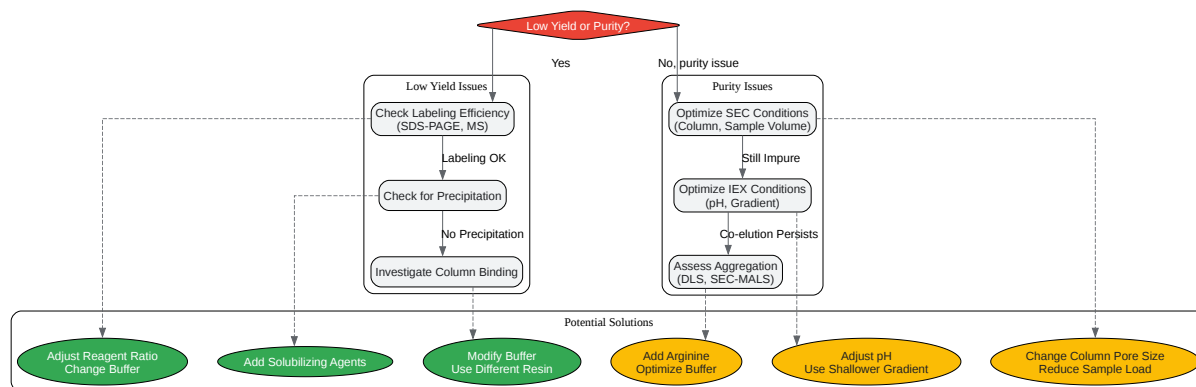 Low Yield or Purity?
Yes
No, purity issue
Low Yield Issues
Check Labeling Efficiency
(SDS-PAGE, MS)
Labeling OK
Check for Precipitation
No Precipitation
Investigate Column Binding
Purity Issues
Optimize SEC Conditions
(Column, Sample Volume)
Still Impure
Optimize IEX Conditions
(pH, Gradient)
Co-elution Persists
Assess Aggregation
(DLS, SEC-MALS)
Potential Solutions
Adjust Reagent Ratio
Change Buffer
Add Solubilizing Agents
Modify Buffer
Use Different Resin
Add Arginine
Optimize Buffer
Adjust pH
Use Shallower Gradient
Change Column Pore Size
Reduce Sample Load